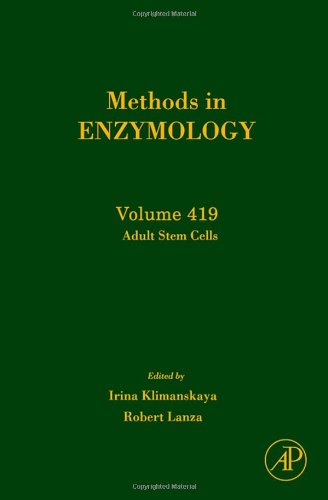 Methods in
ENZYMOLOGY
Volume 419
Adult Stem Cells
Edited by
Irina Klimanskaya
Robert Lanza
AP